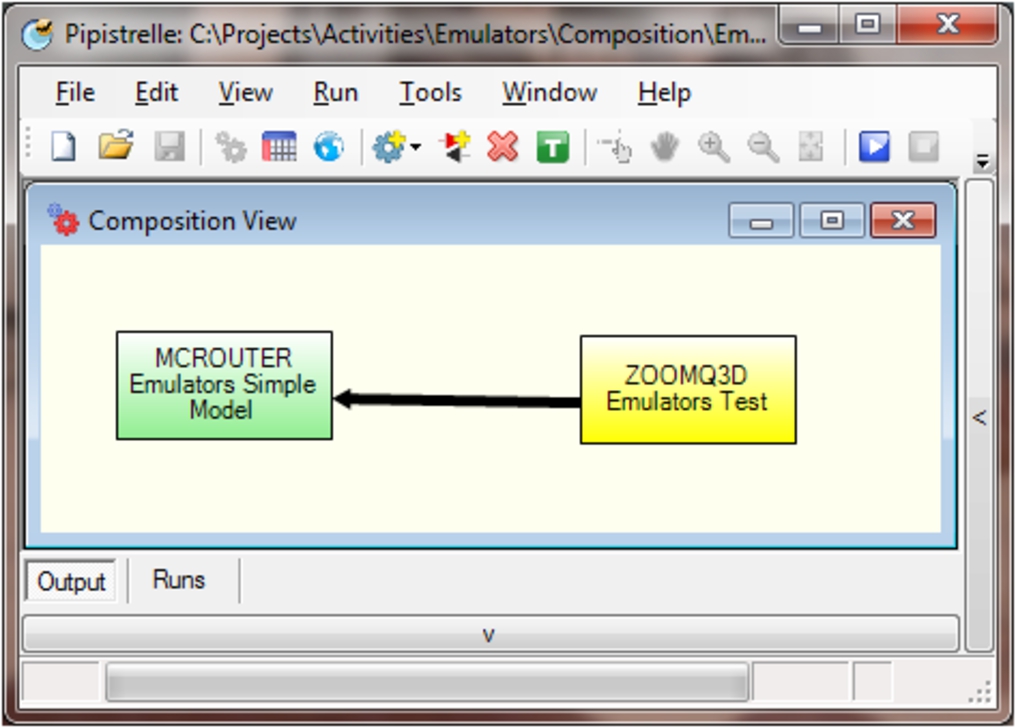 Pipistrelle: C:\Projects\Activities\Emulators\Composition\Em...
File Edit View Run Tools Window Help
T
Composition View
MCROUTER
Emulators Simple
Model
ZOOMQ3D
Emulators Test
<
Output Runs
v